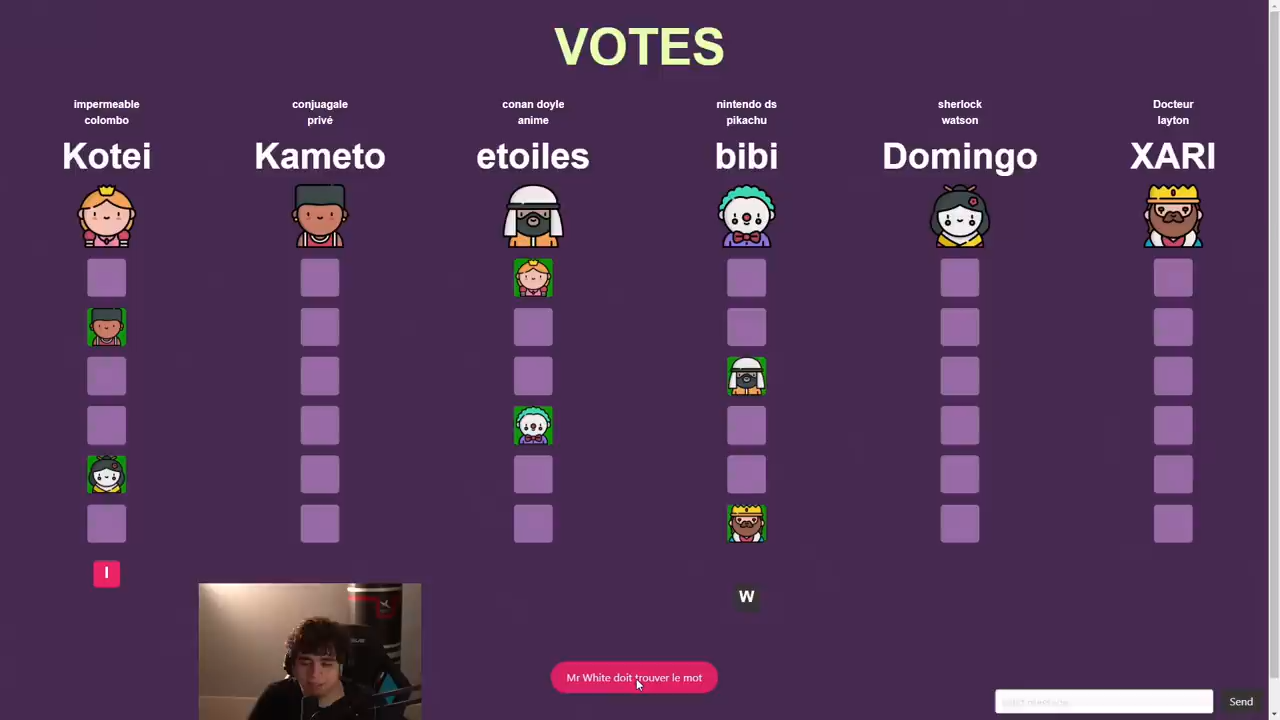 VOTES
impermeable
colombo
Kotei
conjuagale
privé
Kameto
conan doyle
anime
etoiles
nintendo ds
pikachu
bibi
sherlock
watson
Domingo
Docteur
layton
XARI
I
W
Mr White doit trouver le mot
Send